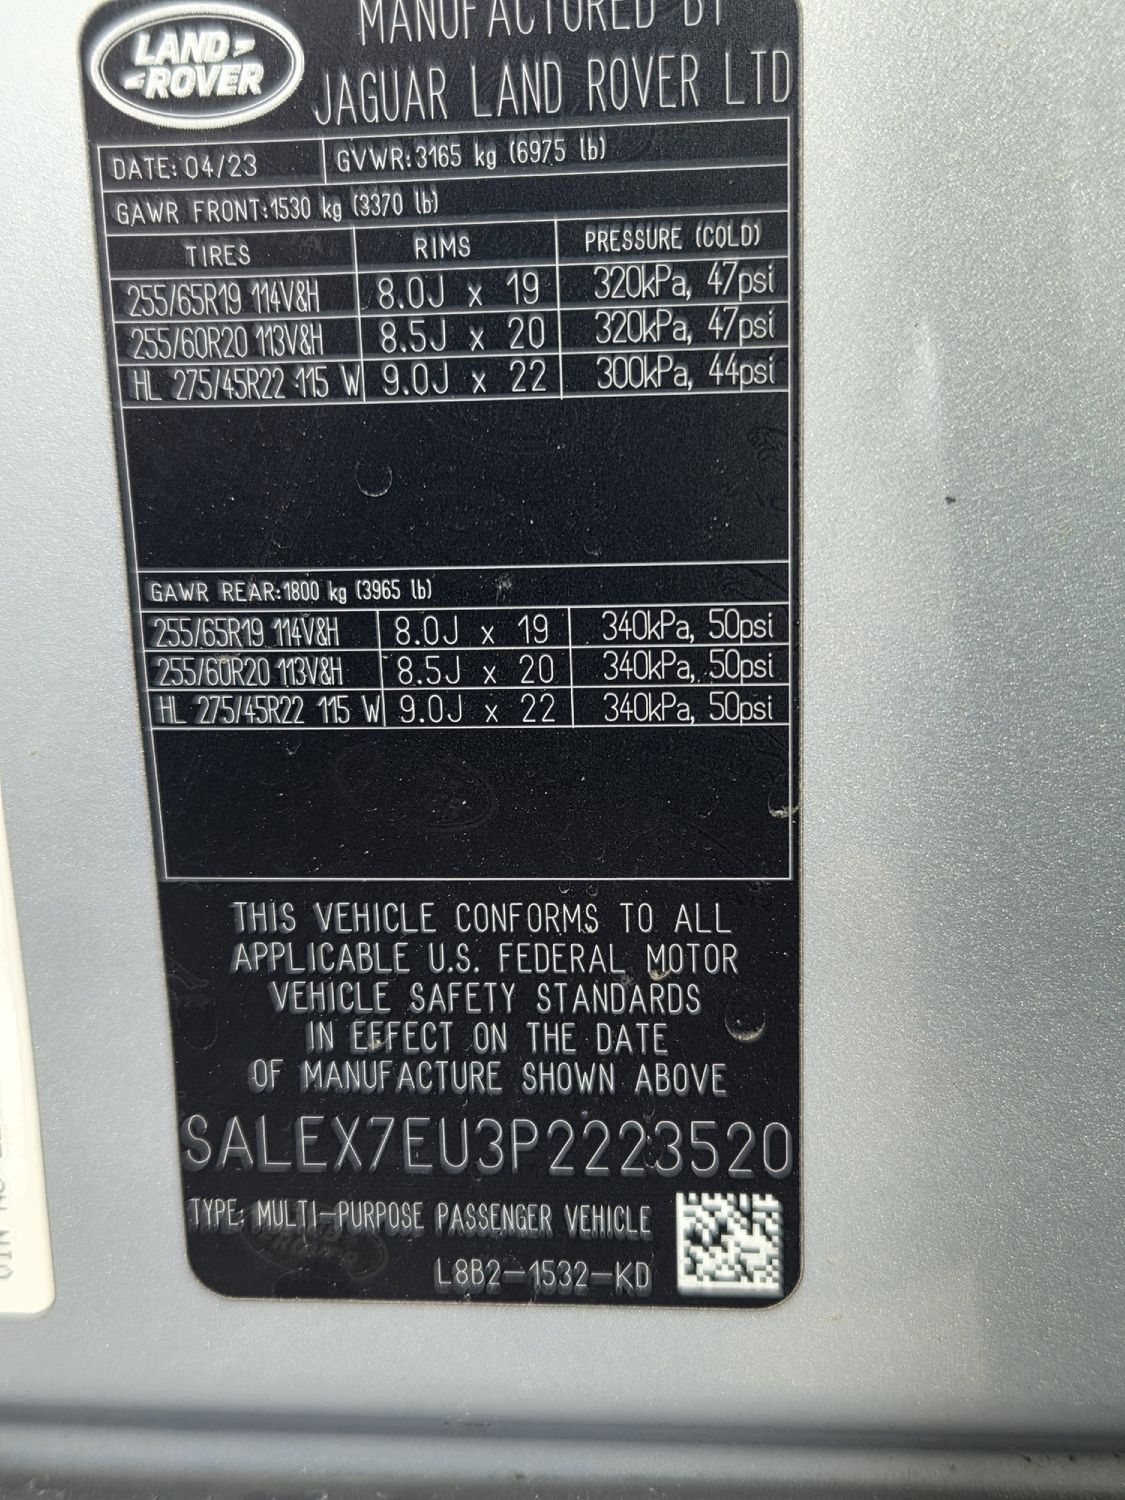 LAND
ROVER
MANUFACTURED BY
JAGUAR LAND ROVER LTD
DATE: 04/23 GVWR:3165 kg (6975 lb)
GAWR FRONT:1530 kg (3370 lb)
TIRES RIMS PRESSURE (COLD)
255/65R19 114V&H 8.0J x 19 320kPa, 47psi
255/60R20 113V&H 8.5J x 20 320kPa, 47psi
HL 275/45R22 115 W 9.0J x 22 300kPa, 44psi
GAWR REAR:1800 kg (3965 lb)
255/65R19 114V&H 8.0J x 19 340kPa, 50psi
255/60R20 113V&H 8.5J x 20 340kPa, 50psi
HL 275/45R22 115 W 9.0J x 22 340kPa, 50psi
THIS VEHICLE CONFORMS TO ALL
APPLICABLE U.S. FEDERAL MOTOR
VEHICLE SAFETY STANDARDS
IN EFFECT ON THE DATE
OF MANUFACTURE SHOWN ABOVE
SALEX7EU3P2223520
TYPE: MULTI-PURPOSE PASSENGER VEHICLE
L8B2-1532-KD
VIN